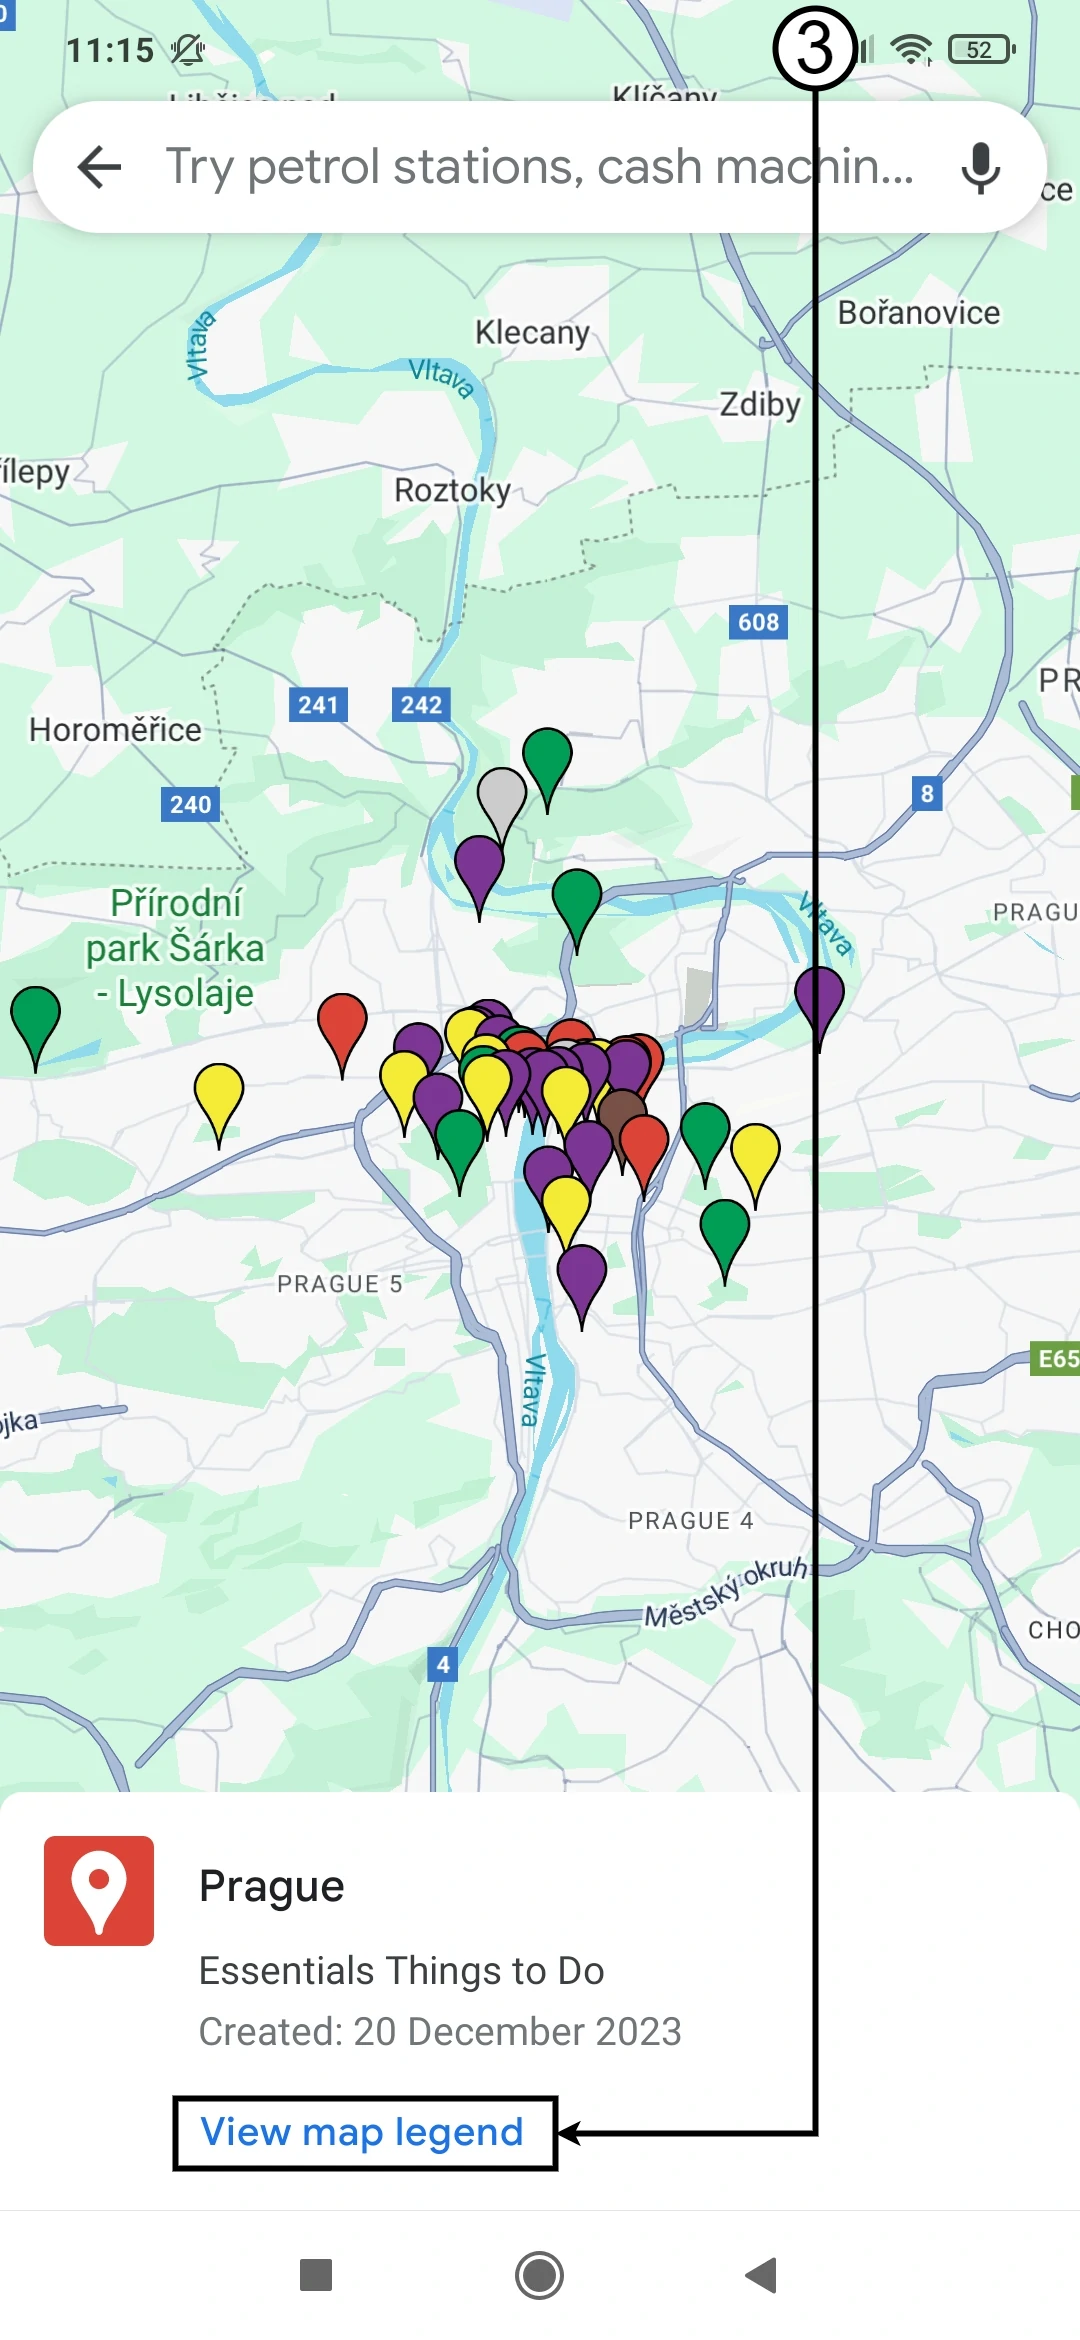 11:15
3
52
Klíčany
Try petrol stations, cash machin...
ce
Bořanovice
Klecany
Vltava
Vltava
Zdiby
ílepy
Roztoky
608
PR
241
242
Horoměřice
240
8
Přírodní
park Šárka
- Lysolaje
PRAGU
Vltava
PRAGUE 5
Vltava
E65
ojka
PRAGUE 4
Městský okruh
CHO
4
Prague
Essentials Things to Do
Created: 20 December 2023
View map legend